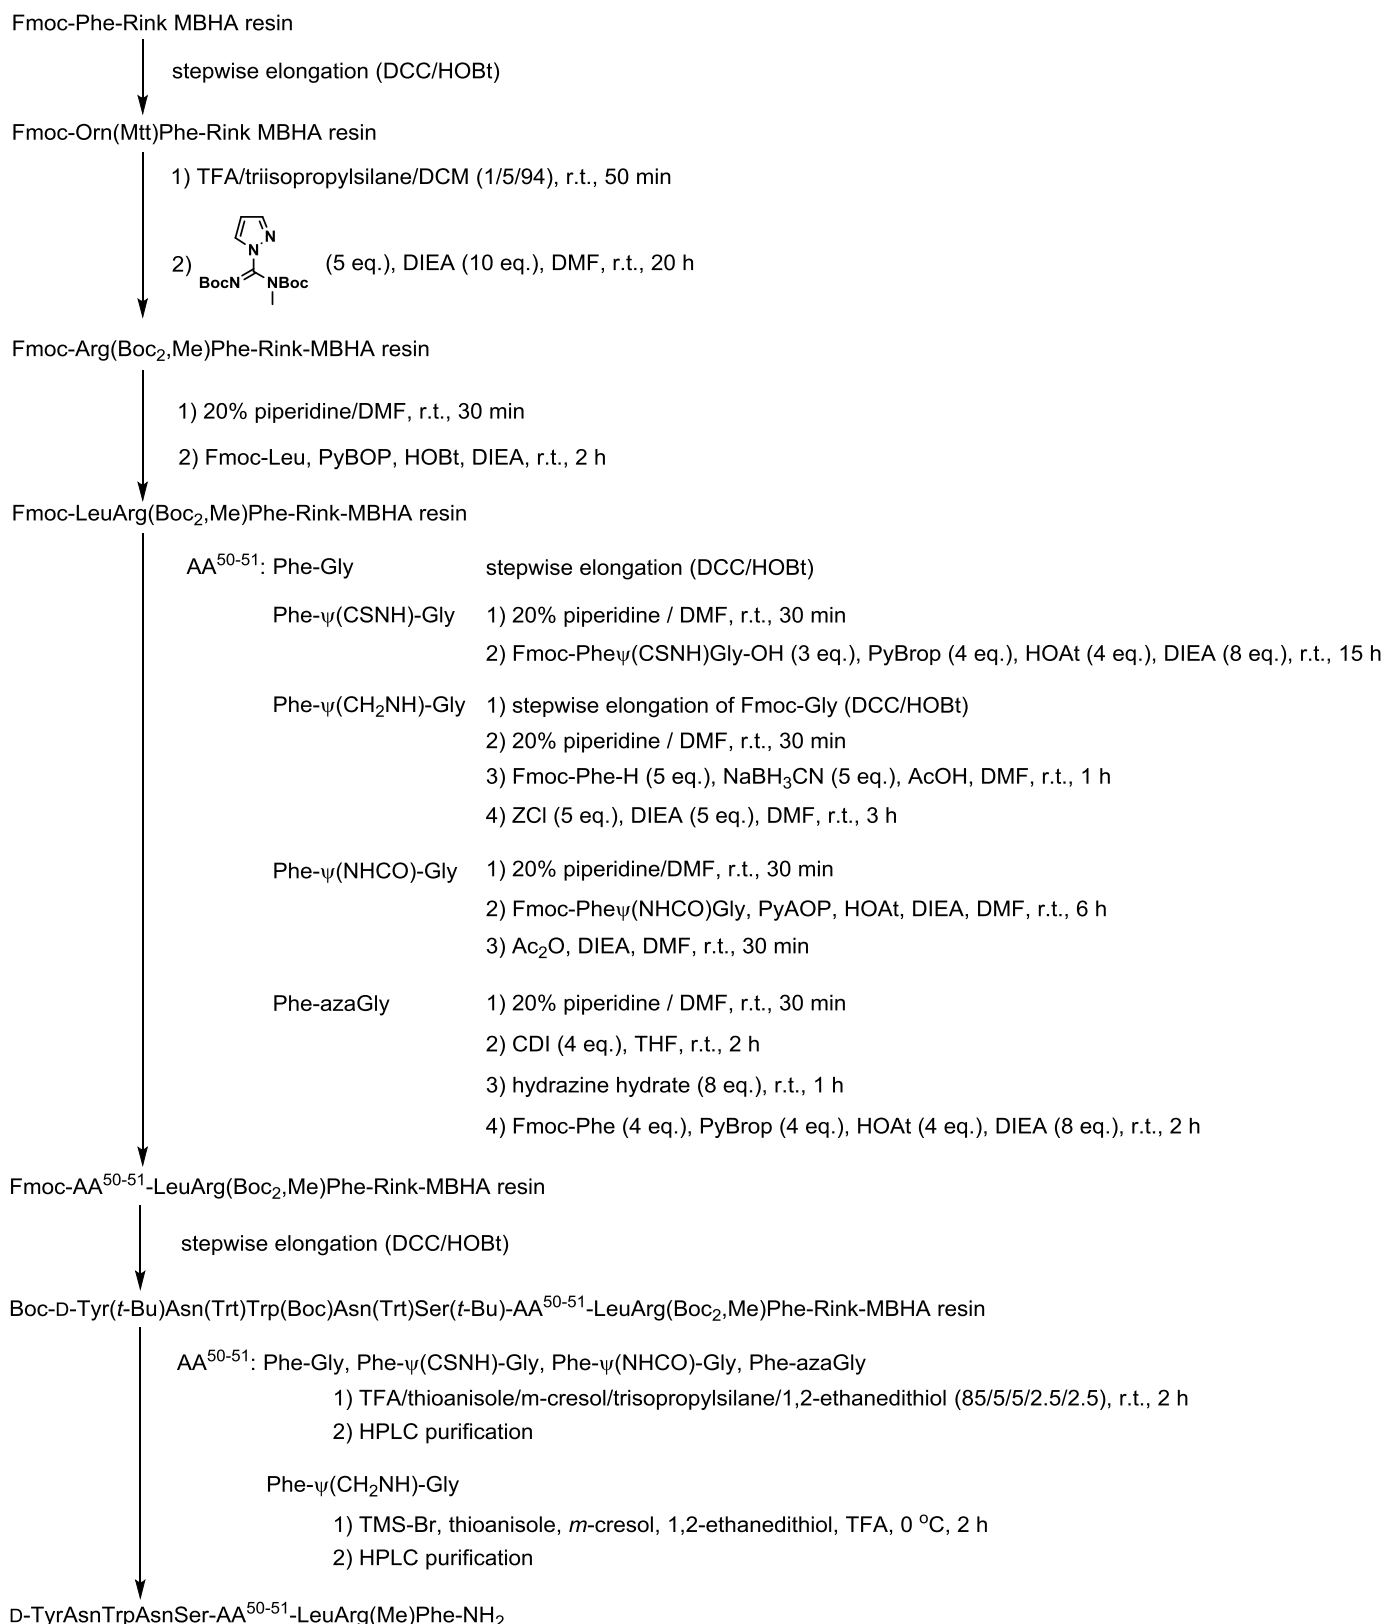 Fmoc-Phe-Rink MBHA resin
stepwise elongation (DCC/HOBt)
Fmoc-Orn(Mtt)Phe-Rink MBHA resin
1) TFA/triisopropylsilane/DCM (1/5/94), r.t., 50 min
N
N
2) BocN NBoc (5 eq.), DIEA (10 eq.), DMF, r.t., 20 h
Fmoc-Arg(Boc₂,Me)Phe-Rink-MBHA resin
1) 20% piperidine/DMF, r.t., 30 min
2) Fmoc-Leu, PyBOP, HOBt, DIEA, r.t., 2 h
Fmoc-LeuArg(Boc₂,Me)Phe-Rink-MBHA resin
AA⁵⁰⁻⁵¹: Phe-Gly stepwise elongation (DCC/HOBt)
Phe-ψ(CSNH)-Gly 1) 20% piperidine / DMF, r.t., 30 min
2) Fmoc-Pheψ(CSNH)Gly-OH (3 eq.), PyBrop (4 eq.), HOAt (4 eq.), DIEA (8 eq.), r.t., 15 h
Phe-ψ(CH₂NH)-Gly 1) stepwise elongation of Fmoc-Gly (DCC/HOBt)
2) 20% piperidine / DMF, r.t., 30 min
3) Fmoc-Phe-H (5 eq.), NaBH₃CN (5 eq.), AcOH, DMF, r.t., 1 h
4) ZCl (5 eq.), DIEA (5 eq.), DMF, r.t., 3 h
Phe-ψ(NHCO)-Gly 1) 20% piperidine/DMF, r.t., 30 min
2) Fmoc-Pheψ(NHCO)Gly, PyAOP, HOAt, DIEA, DMF, r.t., 6 h
3) Ac₂O, DIEA, DMF, r.t., 30 min
Phe-azaGly 1) 20% piperidine / DMF, r.t., 30 min
2) CDI (4 eq.), THF, r.t., 2 h
3) hydrazine hydrate (8 eq.), r.t., 1 h
4) Fmoc-Phe (4 eq.), PyBrop (4 eq.), HOAt (4 eq.), DIEA (8 eq.), r.t., 2 h
Fmoc-AA⁵⁰⁻⁵¹-LeuArg(Boc₂,Me)Phe-Rink-MBHA resin
stepwise elongation (DCC/HOBt)
Boc-D-Tyr(t-Bu)Asn(Trt)Trp(Boc)Asn(Trt)Ser(t-Bu)-AA⁵⁰⁻⁵¹-LeuArg(Boc₂,Me)Phe-Rink-MBHA resin
AA⁵⁰⁻⁵¹: Phe-Gly, Phe-ψ(CSNH)-Gly, Phe-ψ(NHCO)-Gly, Phe-azaGly
1) TFA/thioanisole/m-cresol/trisopropylsilane/1,2-ethanedithiol (85/5/5/2.5/2.5), r.t., 2 h
2) HPLC purification
Phe-ψ(CH₂NH)-Gly
1) TMS-Br, thioanisole, m-cresol, 1,2-ethanedithiol, TFA, 0 °C, 2 h
2) HPLC purification
D-TyrAsnTrpAsnSer-AA⁵⁰⁻⁵¹-LeuArg(Me)Phe-NH₂